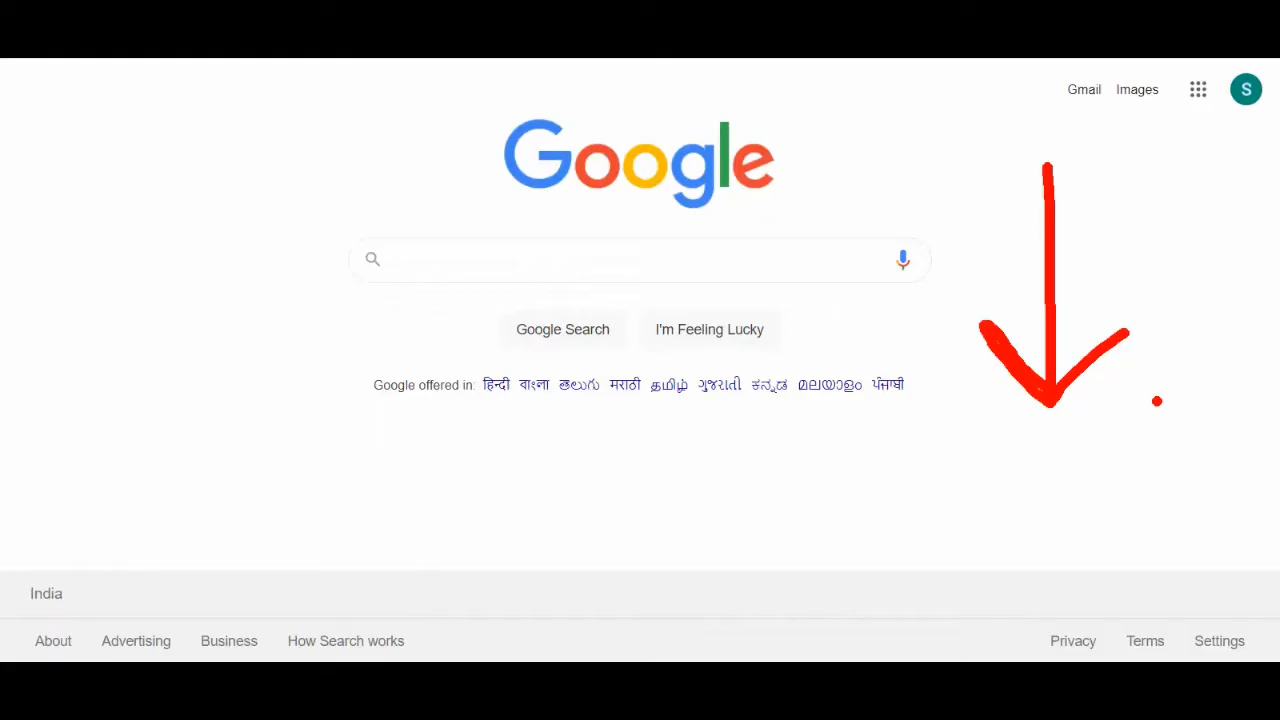 Gmail Images S
Google
Google Search I'm Feeling Lucky
Google offered in: हिन्दी বাংলা తెలుగు मराठी தமிழ் ગુજરાતી ಕನ್ನಡ മലയാളം ਪੰਜਾਬੀ
India
About Advertising Business How Search works Privacy Terms Settings